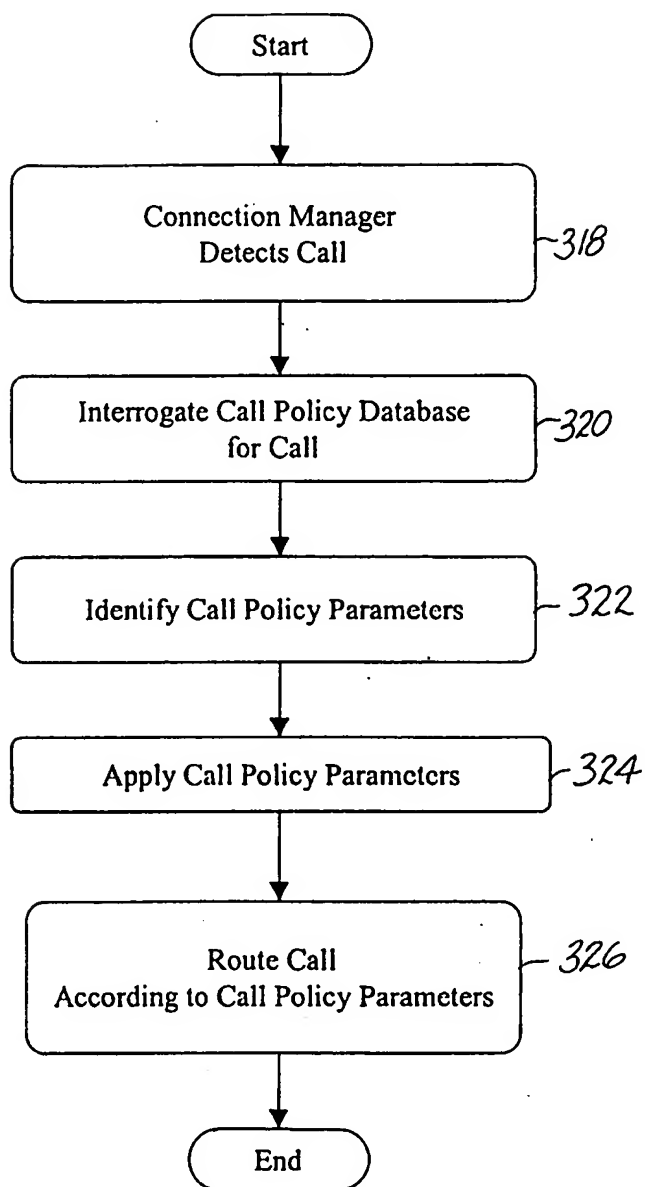 Start
Connection Manager
Detects Call
318
Interrogate Call Policy Database
for Call
320
Identify Call Policy Parameters
322
Apply Call Policy Parameters
324
Route Call
According to Call Policy Parameters
326
End